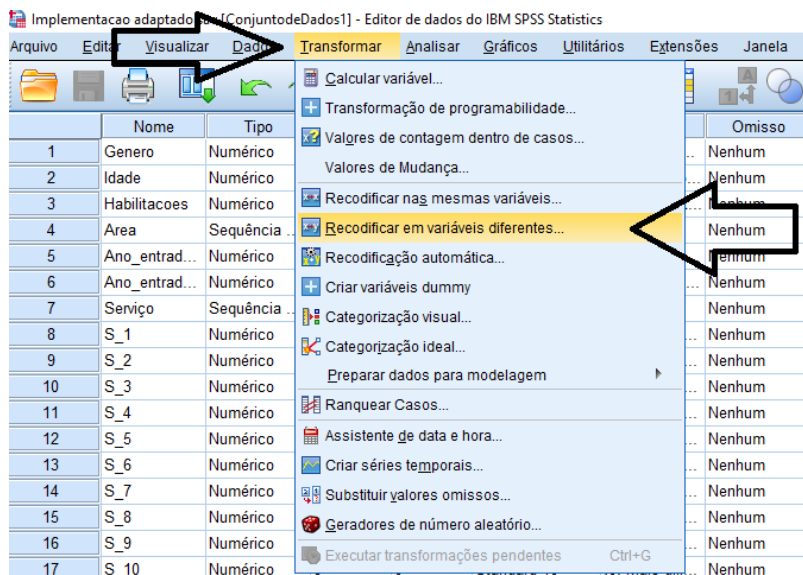 Implementacao adaptado.sav [ConjuntodeDados1] - Editor de dados do IBM SPSS Statistics
Arquivo Editar Visualizar Dados Transformar Analisar Gráficos Utilitários Extensões Janela
Calcular variável...
Transformação de programabilidade...
Valores de contagem dentro de casos...
Valores de Mudança...
Recodificar nas mesmas variáveis...
Recodificar em variáveis diferentes...
Recodificação automática...
Criar variáveis dummy
Categorização visual...
Categorização ideal...
Preparar dados para modelagem
Ranquear Casos...
Assistente de data e hora...
Criar séries temporais...
Substituir valores omissos...
Geradores de número aleatório...
Executar transformações pendentes Ctrl+G
Nome Tipo Omisso
1 Genero Numérico Nenhum
2 Idade Numérico Nenhum
3 Habilitacoes Numérico Nenhum
4 Area Sequência ... Nenhum
5 Ano_entrad... Numérico Nenhum
6 Ano_entrad... Numérico Nenhum
7 Serviço Sequência ... Nenhum
8 S_1 Numérico Nenhum
9 S_2 Numérico Nenhum
10 S_3 Numérico Nenhum
11 S_4 Numérico Nenhum
12 S_5 Numérico Nenhum
13 S_6 Numérico Nenhum
14 S_7 Numérico Nenhum
15 S_8 Numérico Nenhum
16 S_9 Numérico Nenhum
17 S_10 Numérico Nenhum